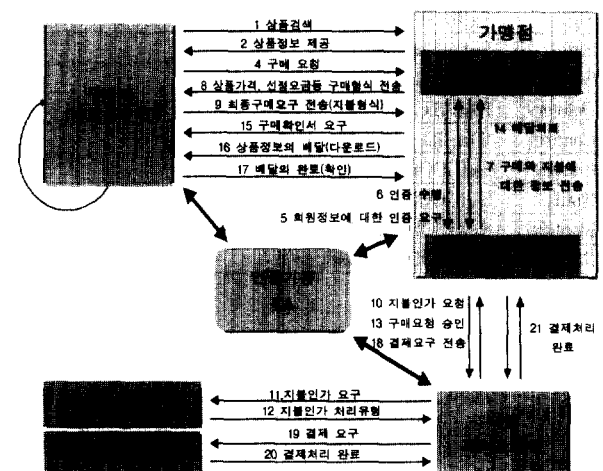 1 상품검색
가맹점
2 상품정보 제공
4 구매 요청
8 상품가격, 선정요금등 구매형식 전송
9 최종구매요구 전송(지불형식)
15 구매확인서 요구
14 배달의뢰
16 상품정보의 배달(다운로드)
7 구매와 지불에
대한 정보 전송
17 배달의 완료(확인)
6 인증 수행
5 회원정보에 대한 인증 요구
10 지불인가 요청
13 구매요청 승인
18 결제요구 전송
21 결제처리
완료
11 지불인가 요구
12 지불인가 처리유형
19 결제 요구
20 결제처리 완료